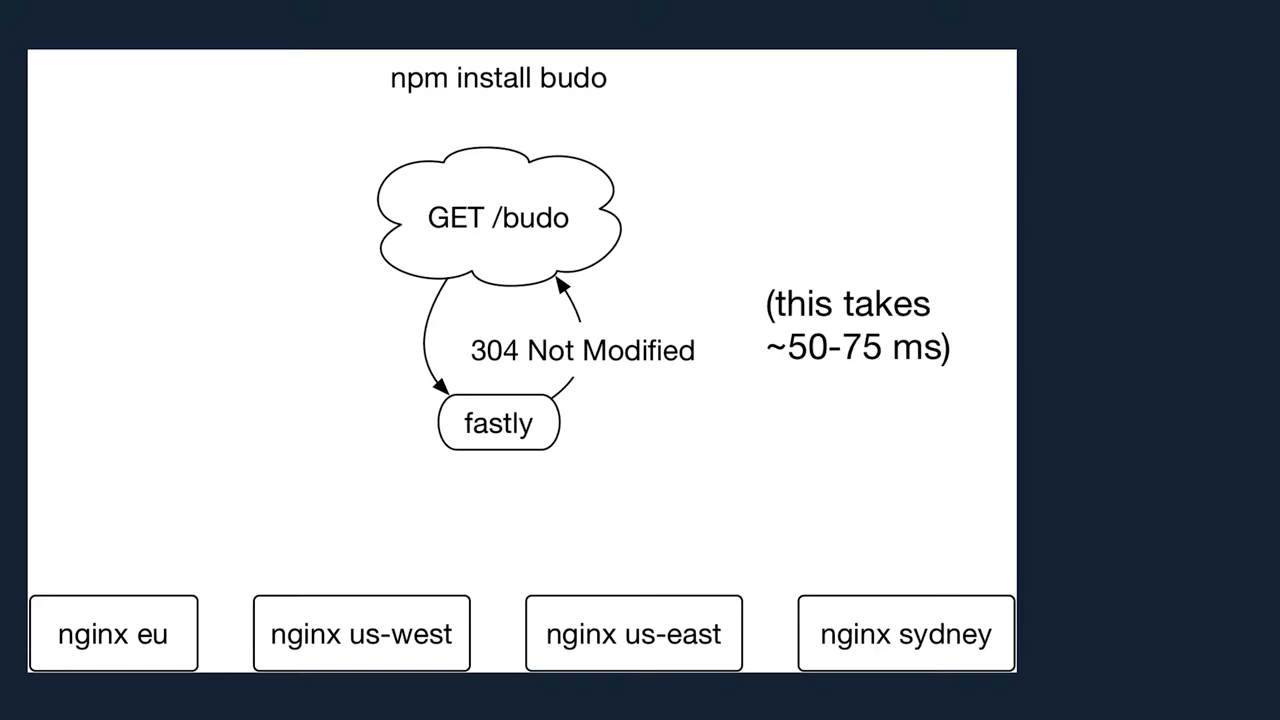 npm install budo
GET /budo
(this takes
~50-75 ms)
304 Not Modified
fastly
nginx eu
nginx us-west
nginx us-east
nginx sydney